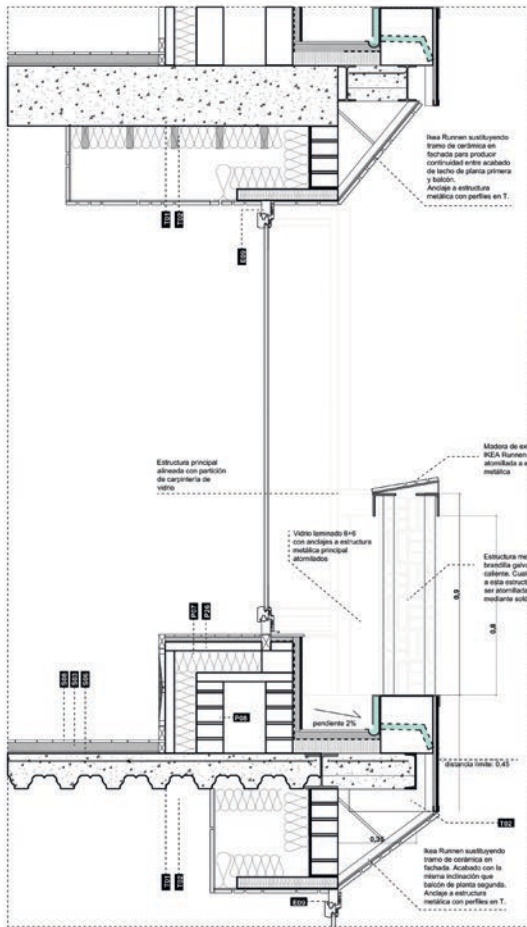 Ikea Runnen sustituyendo
tramo de cerámica en
fachada para producir
continuidad entre acabado
de techo de planta primera
y balcón.
Anclaje a estructura
metálica con perfiles en T.
T01
T02
E09
Estructura principal
alineada con partición
de carpintería de
vidrio
Madera de ex
IKEA Runnen
atornillada a e
metálica
Vidrio laminado 6+6
con anclajes a estructura
metálica principal
atornillados
Estructura me
brandilla galv
caliente. Cual
a esta estruct
ser atornillada
mediante sold
0,9
0,8
P07
P26
S08
S03
S06
P08
pendiente 2%
distancia límite: 0,45
T02
0,35
T01
T02
Ikea Runnen sustituyendo
tramo de cerámica en
fachada. Acabado con la
misma inclinación que
balcón de planta segunda.
Anclaje a estructura
metálica con perfiles en T.
E09